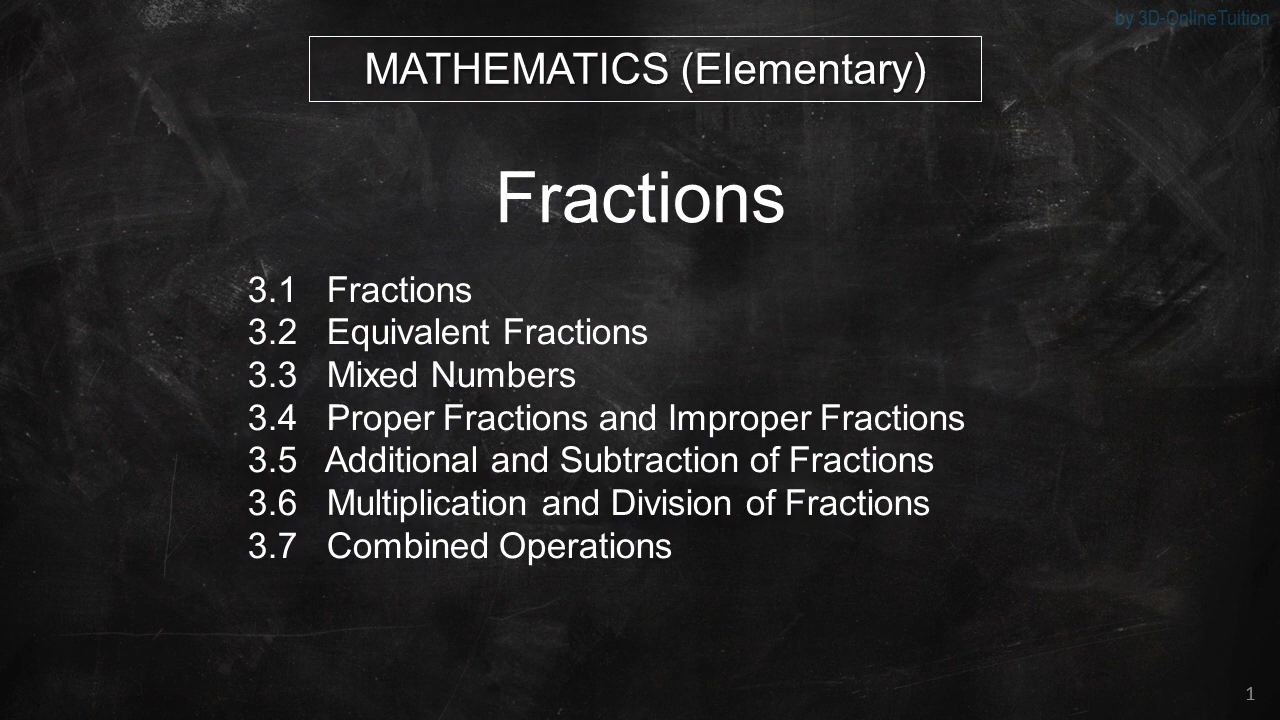 by 3D-OnlineTuition
MATHEMATICS (Elementary)
Fractions
3.1 Fractions
3.2 Equivalent Fractions
3.3 Mixed Numbers
3.4 Proper Fractions and Improper Fractions
3.5 Additional and Subtraction of Fractions
3.6 Multiplication and Division of Fractions
3.7 Combined Operations
1